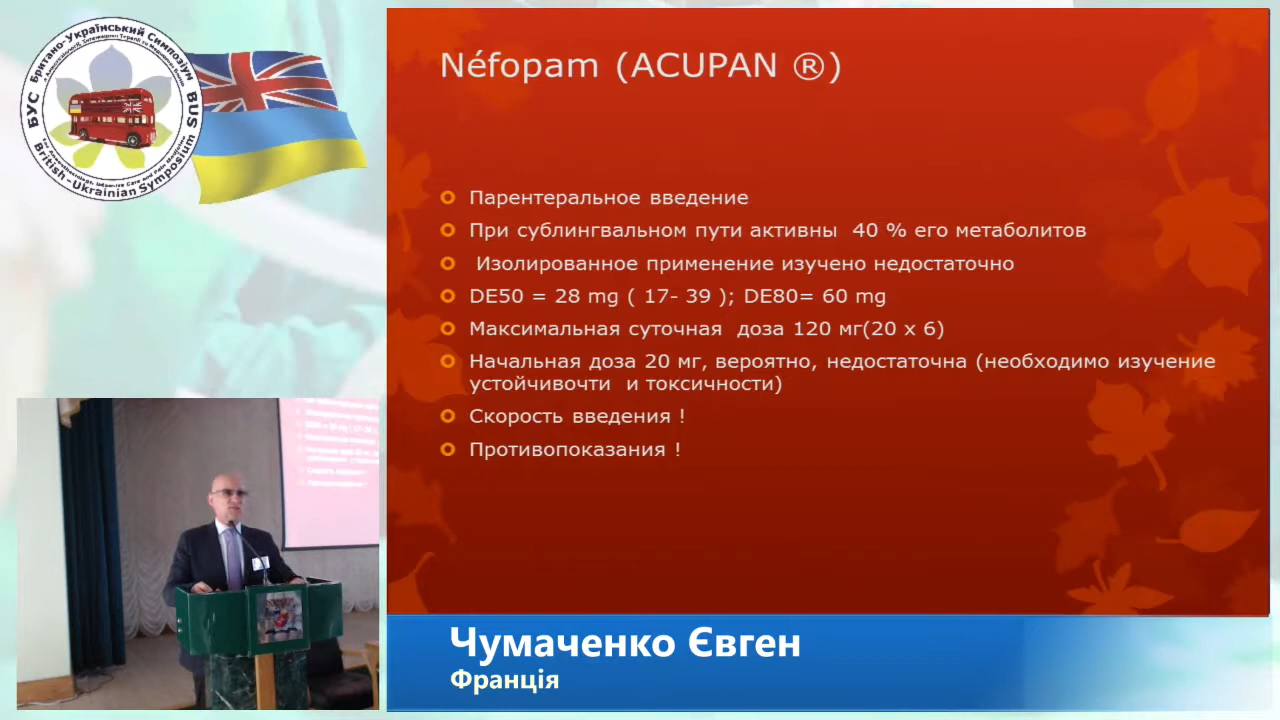 Британо-Український Симпозіум
БУС
BUS
British-Ukrainian Symposium
Néfopam (ACUPAN ®)
Парентеральное введение
При сублингвальном пути активны 40 % его метаболитов
Изолированное применение изучено недостаточно
DE50 = 28 mg ( 17- 39 ); DE80= 60 mg
Максимальная суточная доза 120 мг(20 х 6)
Начальная доза 20 мг, вероятно, недостаточна (необходимо изучение
устойчивочти и токсичности)
Скорость введения !
Противопоказания !
Чумаченко Євген
Франція